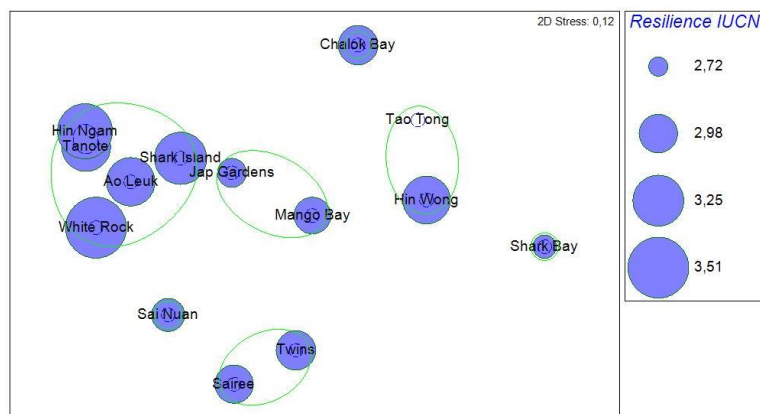 2D Stress: 0,12
Resilience IUCN
2,72
2,98
3,25
3,51
Chalok Bay
Tao Tong
Hin Ngam
Tanote
Shark Island
Jap Gardens
Ao Leuk
Hin Wong
Mango Bay
White Rock
Shark Bay
Sai Nuan
Twins
Sairee